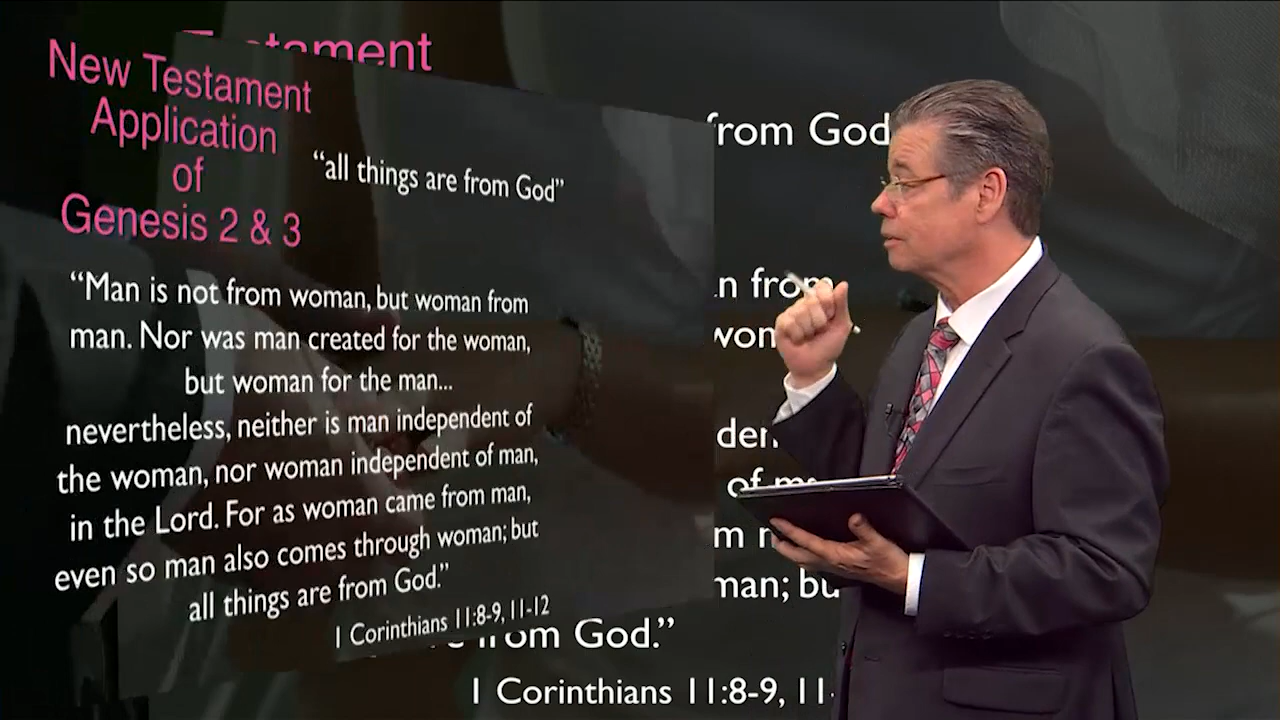 New Testament
Application
of
Genesis 2 & 3
“all things are from God”
“Man is not from woman, but woman from
man. Nor was man created for the woman,
but woman for the man...
nevertheless, neither is man independent of
the woman, nor woman independent of man,
in the Lord. For as woman came from man,
even so man also comes through woman; but
all things are from God.”
1 Corinthians 11:8-9, 11-12
Testament
from God
from
of
man; but
from God.”
1 Corinthians 11:8-9, 11-